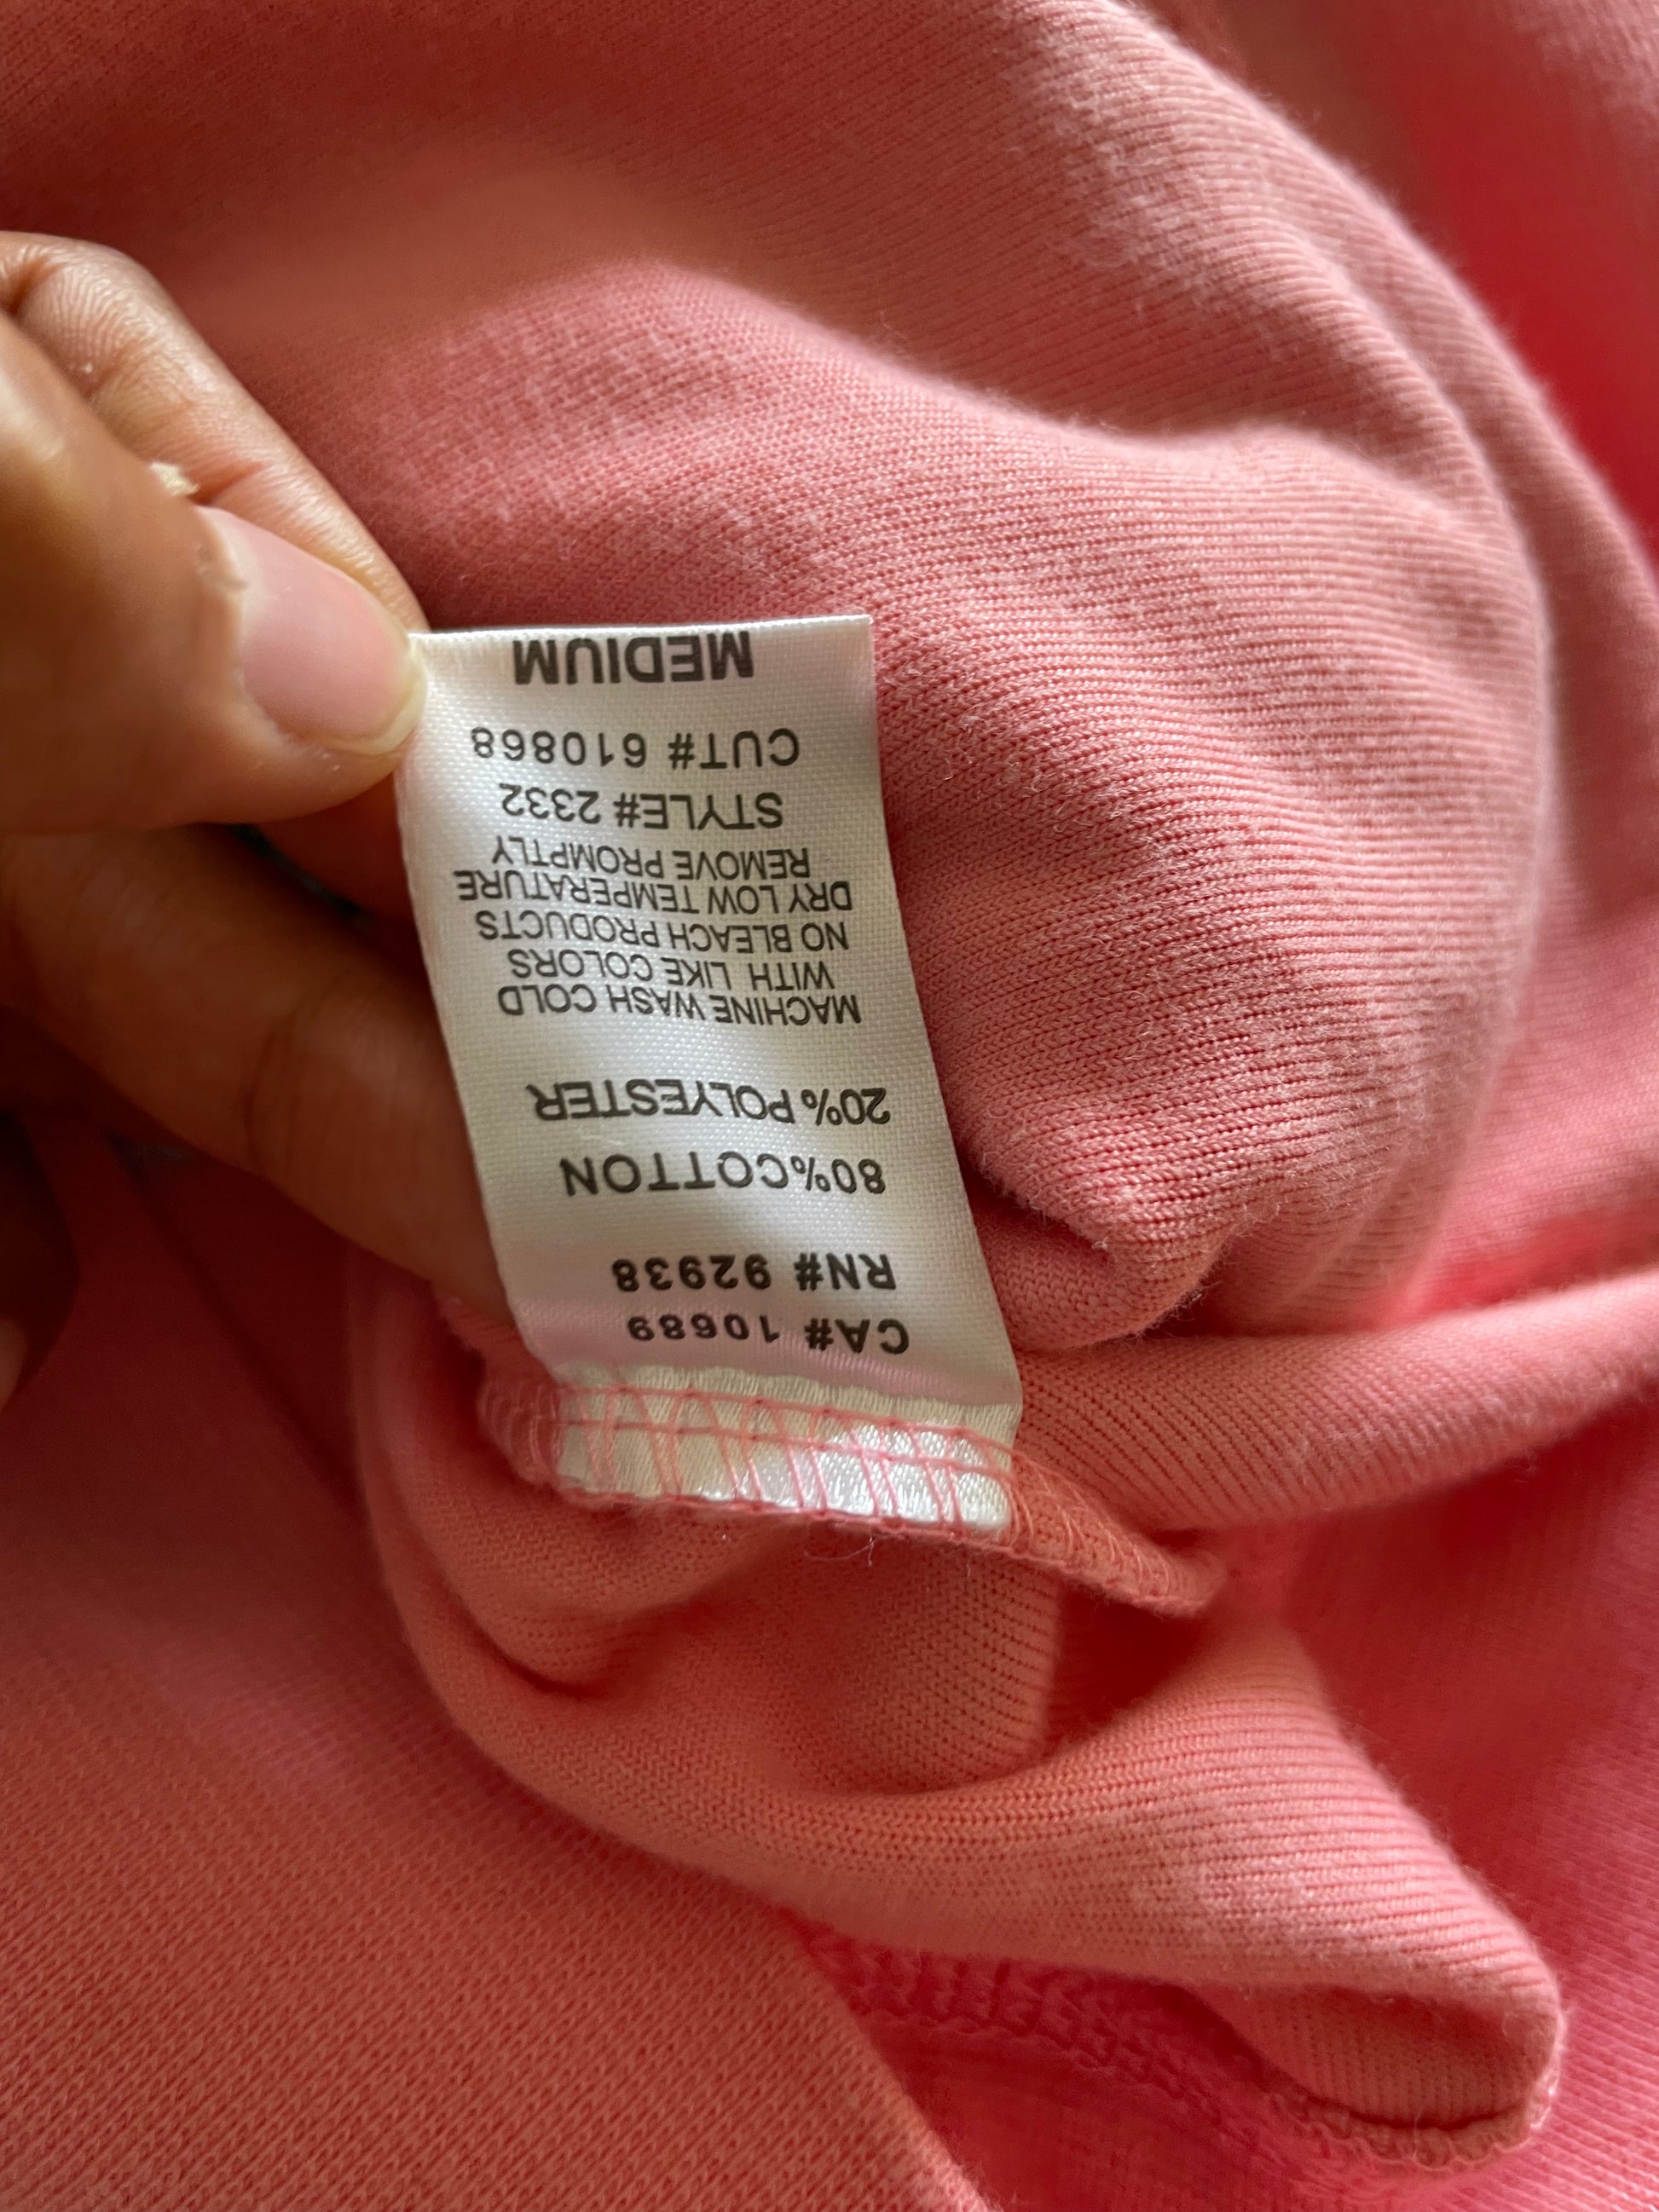 CA# 10689
RN# 92938
80%COTTON
20%POLYESTER
MACHINE WASH COLD
WITH LIKE COLORS
NO BLEACH PRODUCTS
DRY LOW TEMPERATURE
REMOVE PROMPTLY
STYLE# 2332
CUT# 610868
MEDIUM